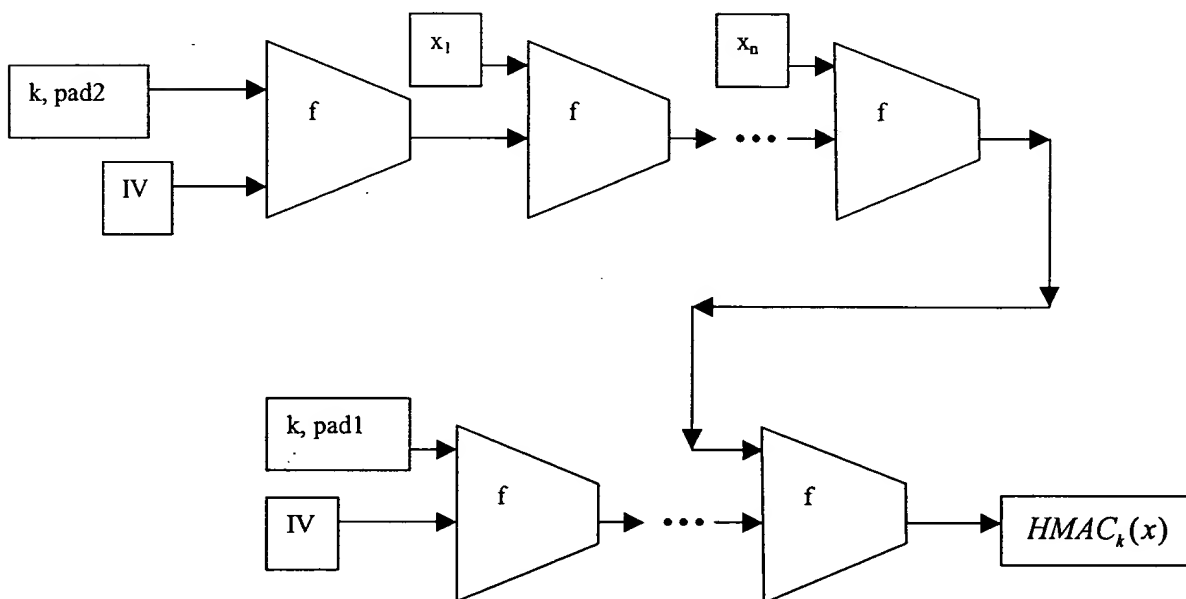 k, pad2
IV
f
x₁
f
•••
xₙ
f
k, pad1
IV
f
•••
f
HMACₖ(x)